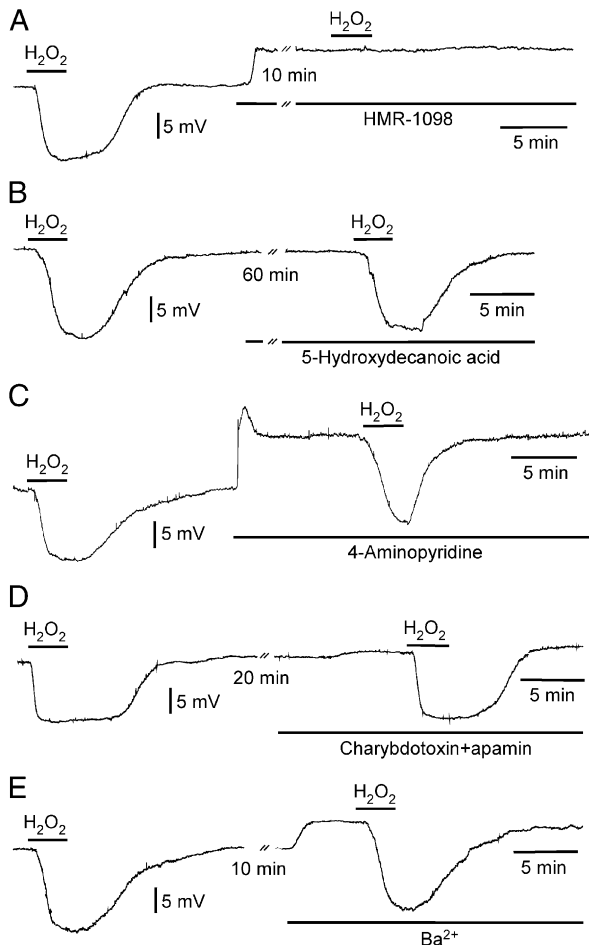 A
H₂O₂
H₂O₂
10 min
5 mV
HMR-1098
5 min
B
H₂O₂
H₂O₂
60 min
5 mV
5 min
5-Hydroxydecanoic acid
C
H₂O₂
H₂O₂
5 min
5 mV
4-Aminopyridine
D
H₂O₂
H₂O₂
20 min
5 mV
5 min
Charybdotoxin+apamin
E
H₂O₂
H₂O₂
10 min
5 mV
5 min
Ba²⁺